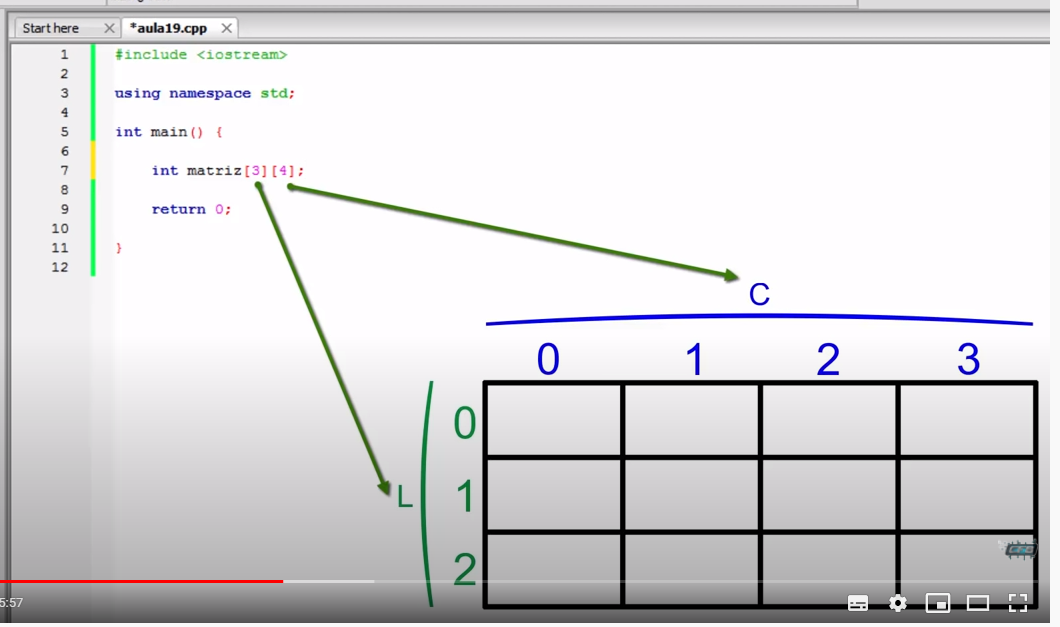 Start here
*aula19.cpp
1 #include <iostream>
2
3 using namespace std;
4
5 int main() {
6
7 int matriz[3][4];
8
9 return 0;
10
11 }
12
C
0 1 2 3
0
L 1
2
5:57